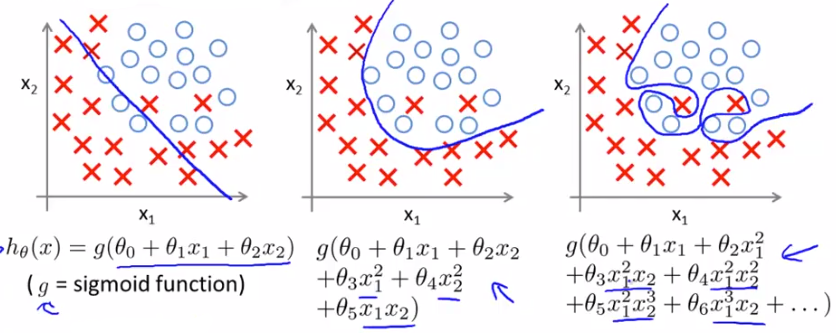 x₂
x₁
h_θ(x) = g(θ₀ + θ₁x₁ + θ₂x₂)
( g = sigmoid function)
x₂
x₁
g(θ₀ + θ₁x₁ + θ₂x₂
+θ₃x₁² + θ₄x₂²
+θ₅x₁x₂)
x₂
x₁
g(θ₀ + θ₁x₁ + θ₂x₁²
+θ₃x₁²x₂ + θ₄x₁²x₂²
+θ₅x₁²x₂³ + θ₆x₁³x₂ + . . . )